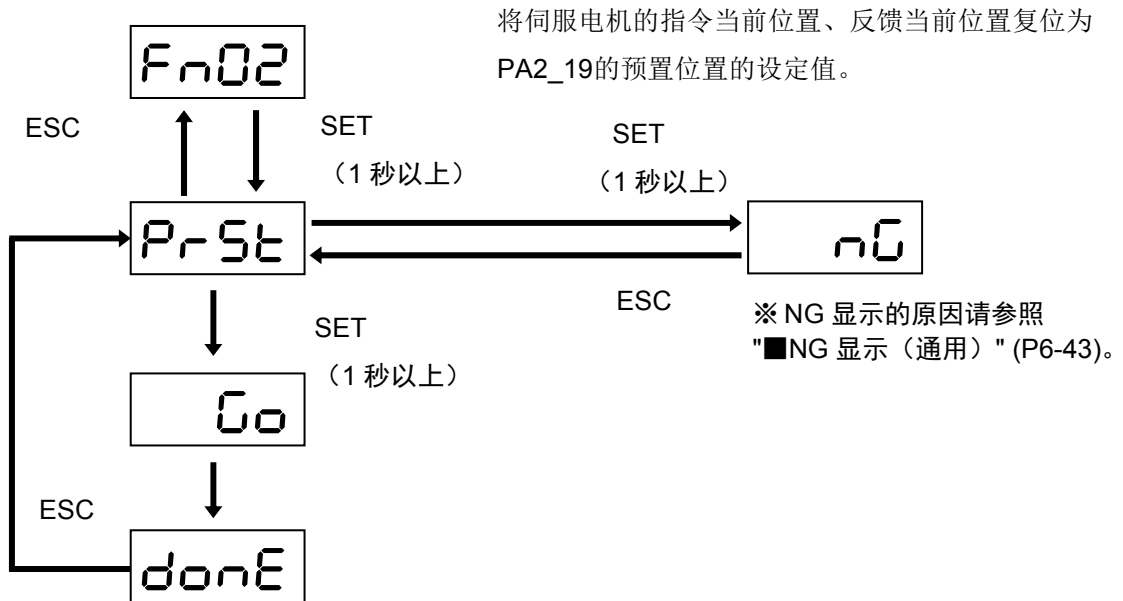 将伺服电机的指令当前位置、反馈当前位置复位为
PA2_19的预置位置的设定值。
Fn02
ESC
SET
（1 秒以上）
SET
（1 秒以上）
PrSt
nG
ESC
※ NG 显示的原因请参照
"■NG 显示（通用）" (P6-43)。
SET
（1 秒以上）
Go
ESC
donE